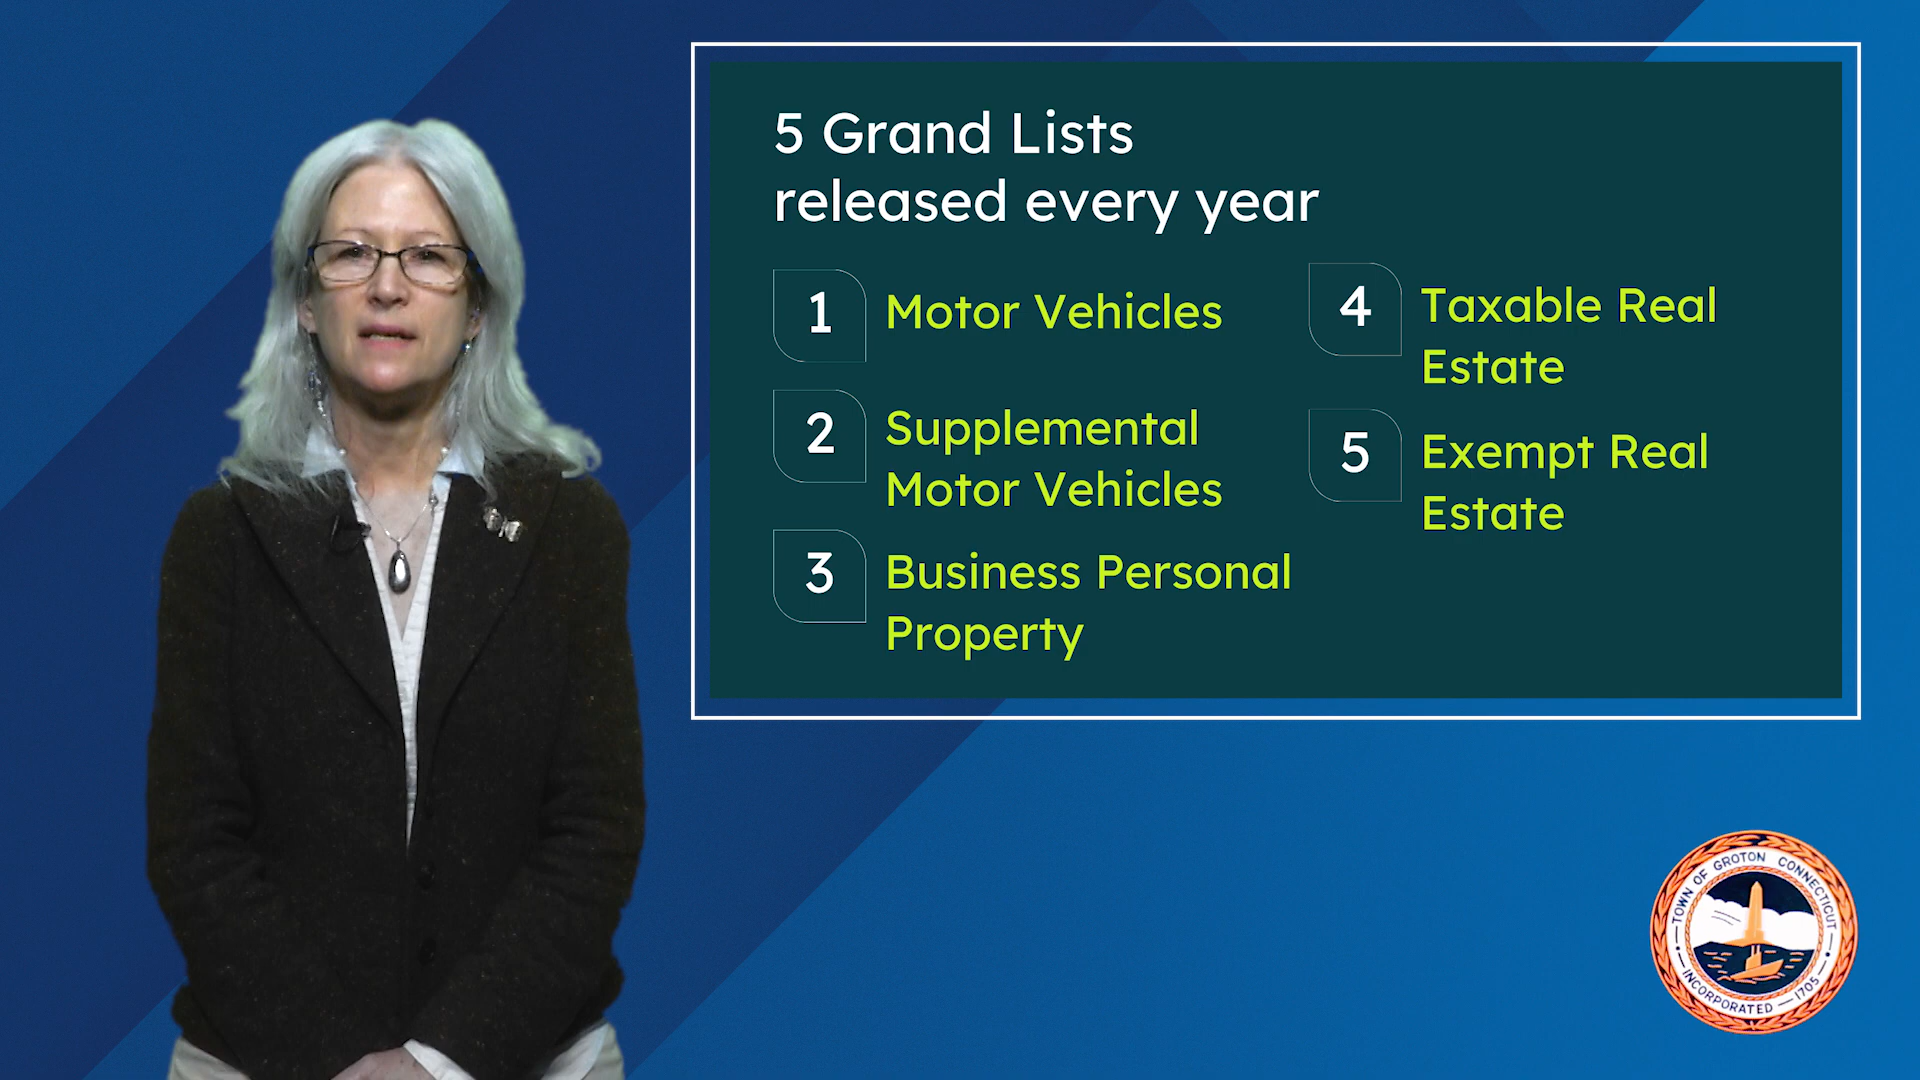 5 Grand Lists
released every year
1 Motor Vehicles
2 Supplemental
Motor Vehicles
3 Business Personal
Property
4 Taxable Real
Estate
5 Exempt Real
Estate
TOWN OF GROTON CONNECTICUT
INCORPORATED 1705